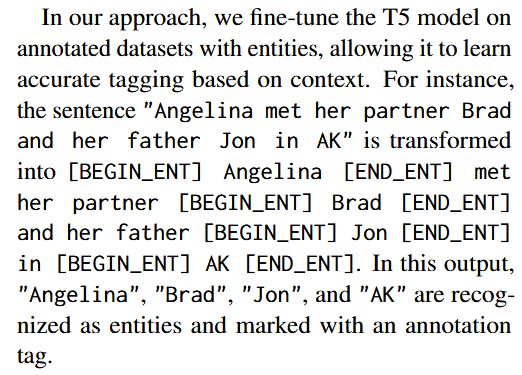 In our approach, we fine-tune the T5 model on
annotated datasets with entities, allowing it to learn
accurate tagging based on context. For instance,
the sentence "Angelina met her partner Brad
and her father Jon in AK" is transformed
into [BEGIN_ENT] Angelina [END_ENT] met
her partner [BEGIN_ENT] Brad [END_ENT]
and her father [BEGIN_ENT] Jon [END_ENT]
in [BEGIN_ENT] AK [END_ENT]. In this output,
"Angelina", "Brad", "Jon", and "AK" are recog-
nized as entities and marked with an annotation
tag.